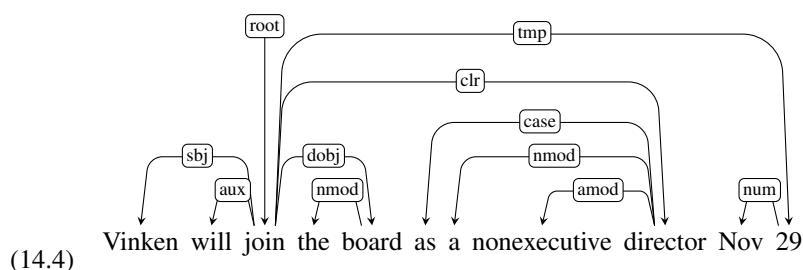 root
tmp
clr
case
sbj dobj nmod
aux nmod amod num
(14.4) Vinken will join the board as a nonexecutive director Nov 29